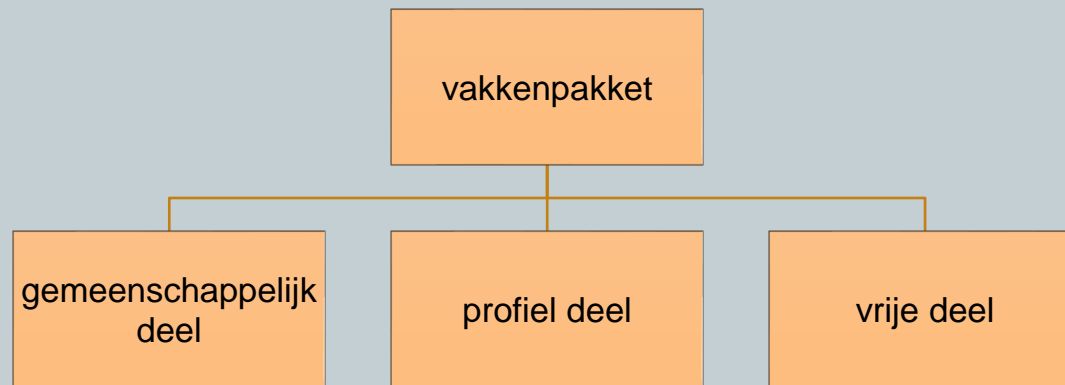 vakkenpakket
gemeenschappelijk
deel
profiel deel
vrije deel